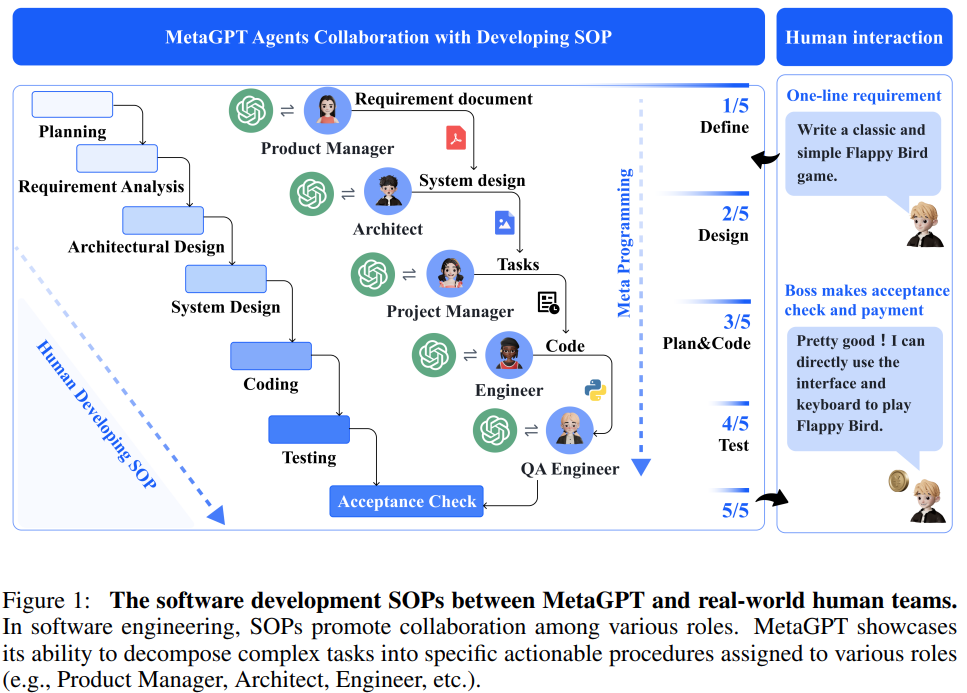 MetaGPT Agents Collaboration with Developing SOP
Human interaction
Planning
Requirement Analysis
Architectural Design
System Design
Coding
Testing
Acceptance Check
Human Developing SOP
Requirement document
Product Manager
System design
Architect
Tasks
Project Manager
Code
Engineer
QA Engineer
Meta Programming
1/5
Define
2/5
Design
3/5
Plan&Code
4/5
Test
5/5
One-line requirement
Write a classic and
simple Flappy Bird
game.
Boss makes acceptance
check and payment
Pretty good ! I can
directly use the
interface and
keyboard to play
Flappy Bird.
Figure 1: The software development SOPs between MetaGPT and real-world human teams.
In software engineering, SOPs promote collaboration among various roles. MetaGPT showcases
its ability to decompose complex tasks into specific actionable procedures assigned to various roles
(e.g., Product Manager, Architect, Engineer, etc.).